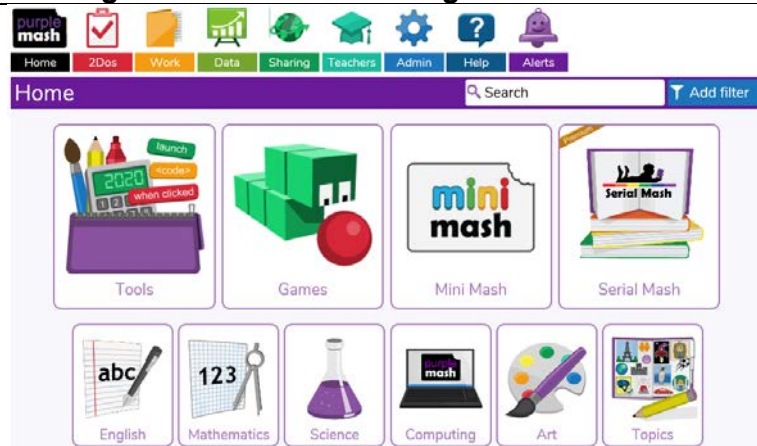 purple
mash
Home 2Dos Work Data Sharing Teachers Admin Help Alerts
Home Search Add filter
launch
<code>
2020
when clicked
1 2
mini
mash
Premium
Serial Mash
Tools Games Mini Mash Serial Mash
abc
123
purple
mash
English Mathematics Science Computing Art Topics